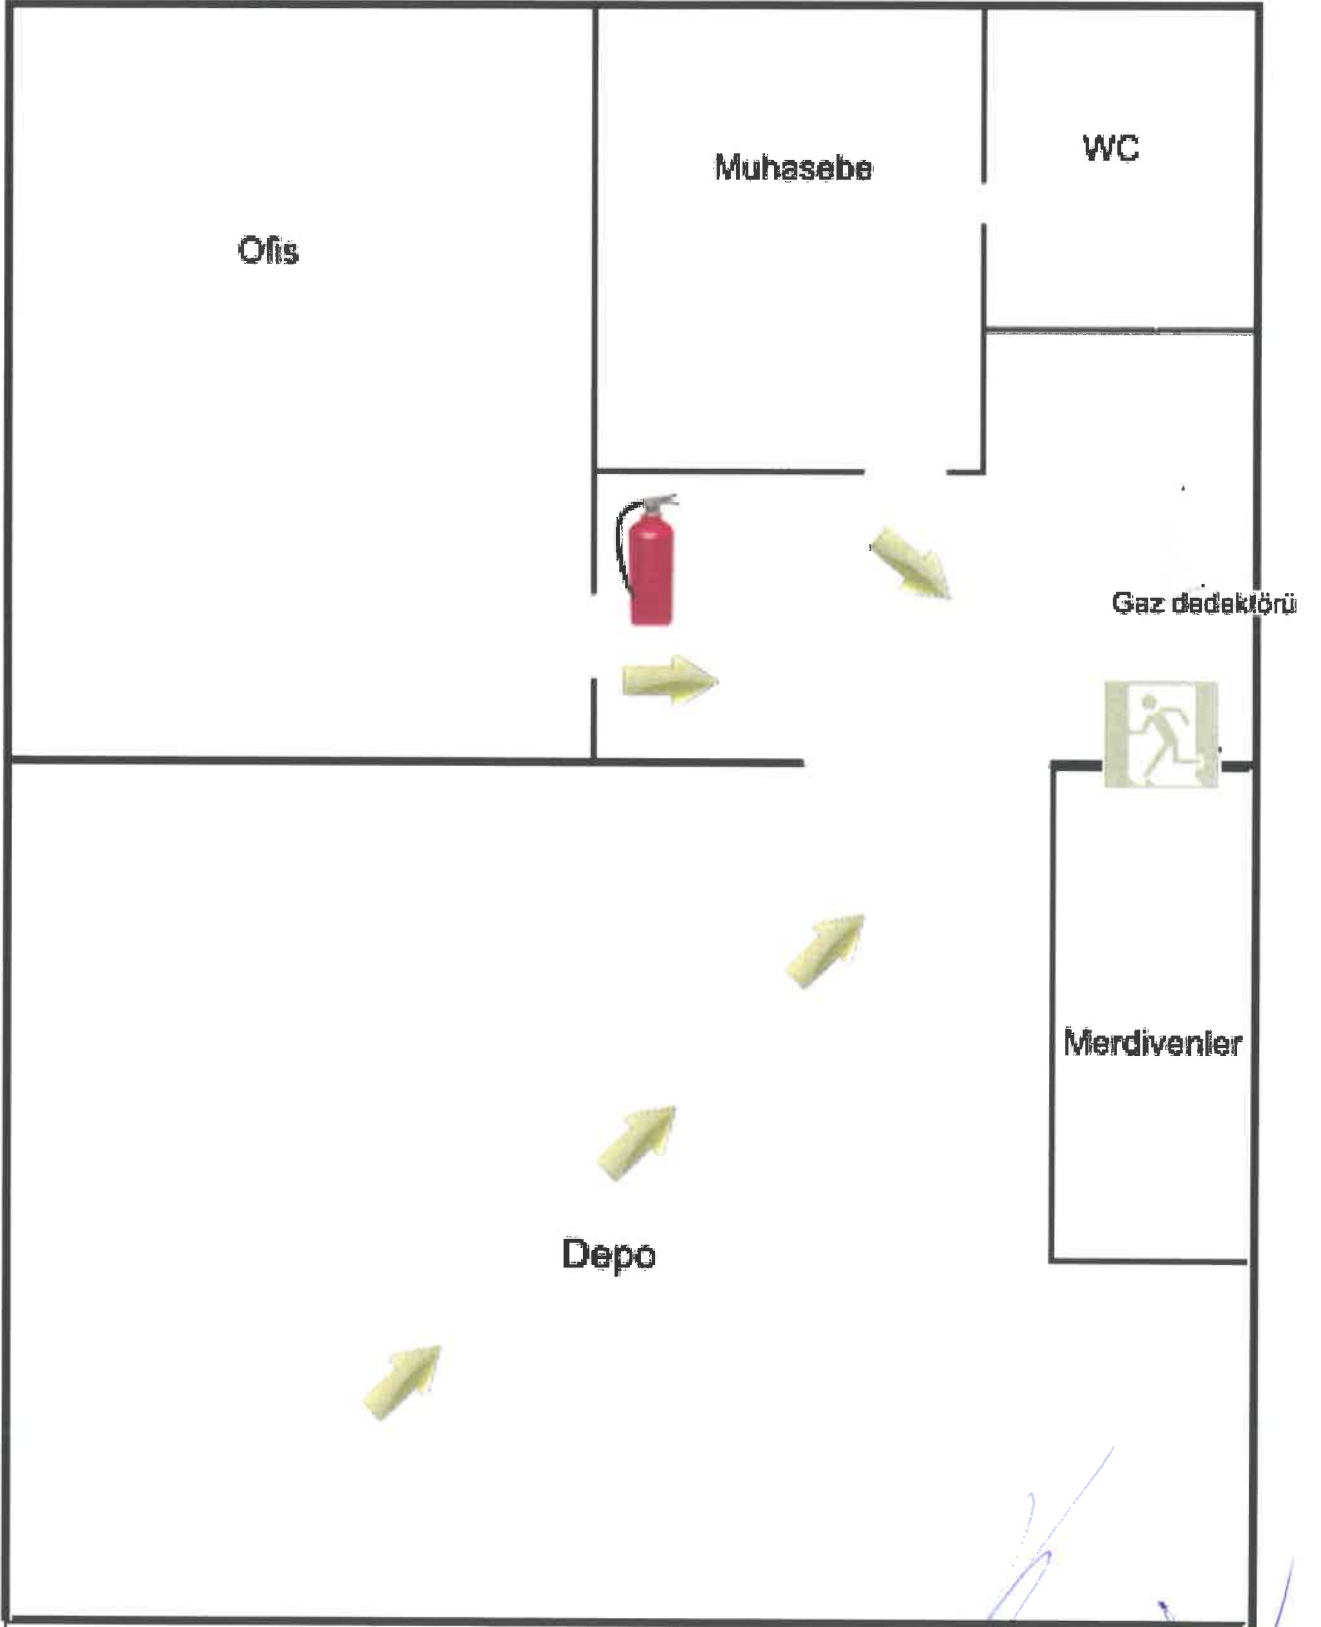 WC
Muhasebe
Ofis
Gaz dedektörü
Merdivenler
Depo